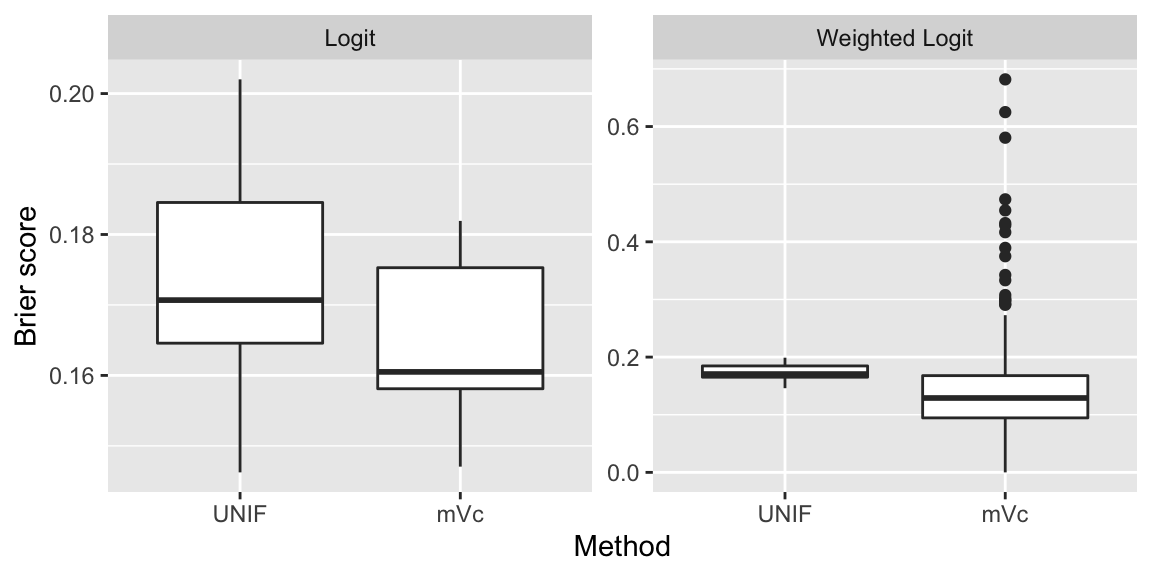 Logit
Weighted Logit
Brier score
0.20
0.18
0.16
0.6
0.4
0.2
0.0
UNIF
mVc
UNIF
mVc
Method